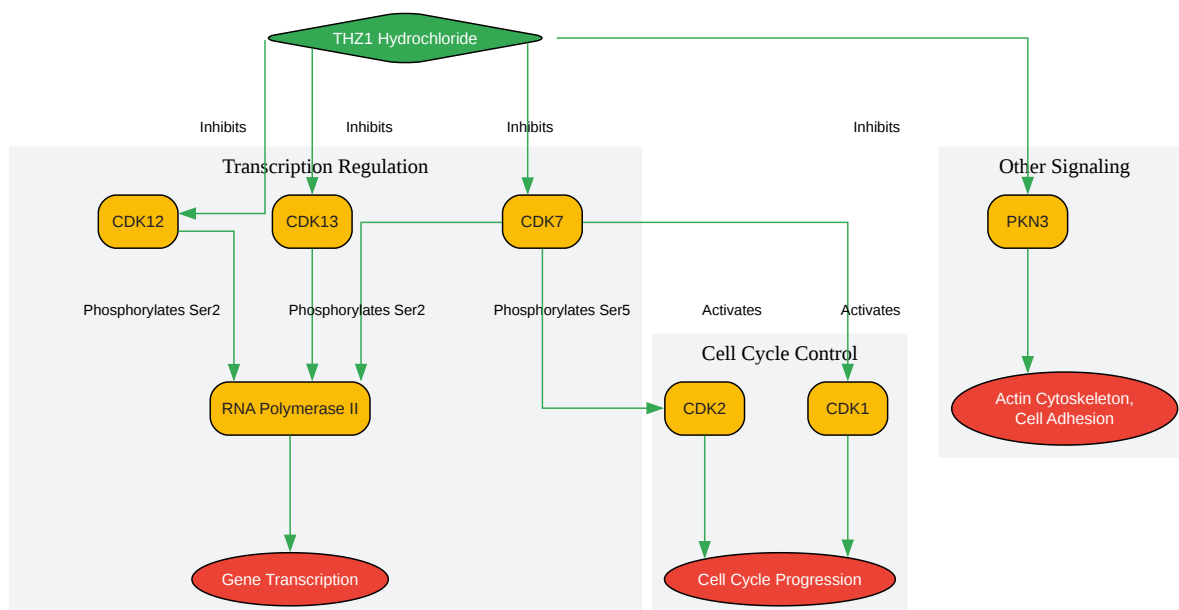 THZ1 Hydrochloride
Inhibits
Inhibits
Inhibits
Inhibits
Transcription Regulation
Other Signaling
CDK12
CDK13
CDK7
PKN3
Phosphorylates Ser2
Phosphorylates Ser2
Phosphorylates Ser5
Activates
Activates
Cell Cycle Control
RNA Polymerase II
CDK2
CDK1
Actin Cytoskeleton,
Cell Adhesion
Gene Transcription
Cell Cycle Progression